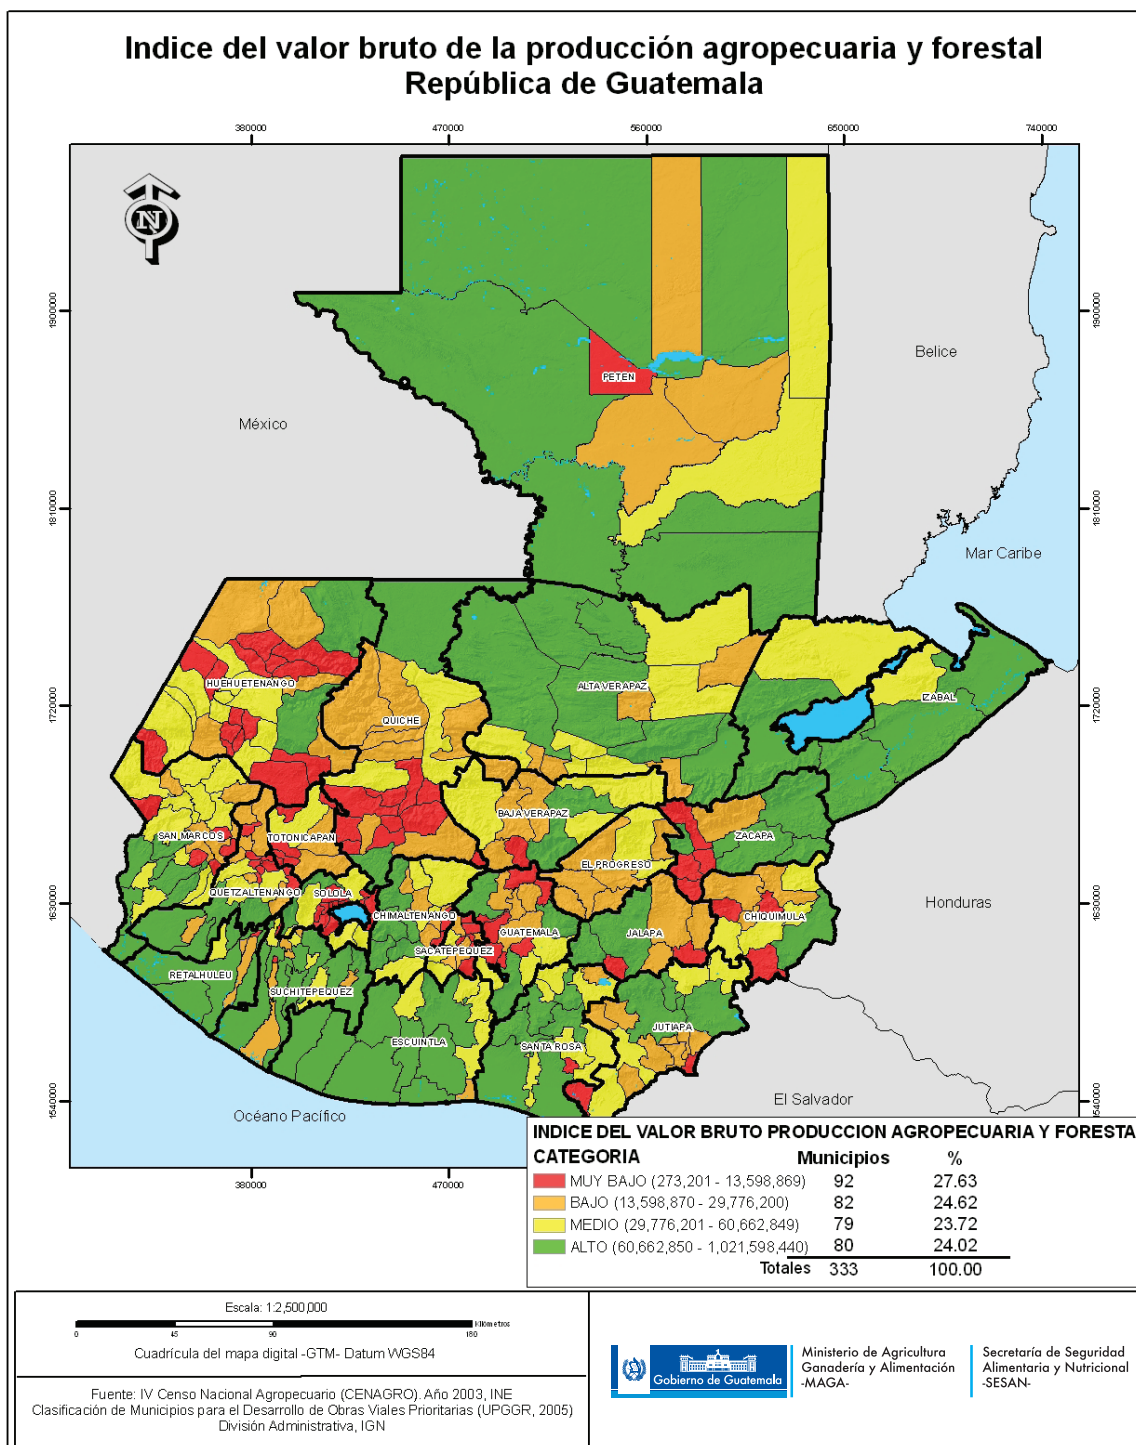 Indice del valor bruto de la producción agropecuaria y forestal
República de Guatemala
380000 470000 560000 650000 740000
N
1900000 1900000
Belice
PETEN
México
1810000 1810000
Mar Caribe
HUEHUETENANGO
ALTA VERAPAZ
IZABAL
1720000 1720000
QUICHE
BAJA VERAPAZ
SAN MARCOS
TOTONICAPAN
ZACAPA
EL PROGRESO
QUETZALTENANGO
SOLOLA
1630000 1630000
Honduras
CHIMALTENANGO
CHIQUIMULA
GUATEMALA
JALAPA
SACATEPEQUEZ
RETALHULEU
SUCHITEPEQUEZ
JUTIAPA
ESCUINTLA
SANTA ROSA
1540000 1540000
El Salvador
Océano Pacífico
INDICE DEL VALOR BRUTO PRODUCCION AGROPECUARIA Y FORESTA
CATEGORIA Municipios %
MUY BAJO (273,201 - 13,598,869) 92 27.63
BAJO (13,598,870 - 29,776,200) 82 24.62
MEDIO (29,776,201 - 60,662,849) 79 23.72
ALTO (60,662,850 - 1,021,598,440) 80 24.02
Totales 333 100.00
380000 470000
Escala: 1:2,500,000
0 45 90 180 Kilómetros
Cuadrícula del mapa digital -GTM- Datum WGS84
Fuente: IV Censo Nacional Agropecuario (CENAGRO). Año 2003, INE
Clasificación de Municipios para el Desarrollo de Obras Viales Prioritarias (UPGGR, 2005)
División Administrativa, IGN
Gobierno de Guatemala
Ministerio de Agricultura
Ganadería y Alimentación
-MAGA-
Secretaría de Seguridad
Alimentaria y Nutricional
-SESAN-